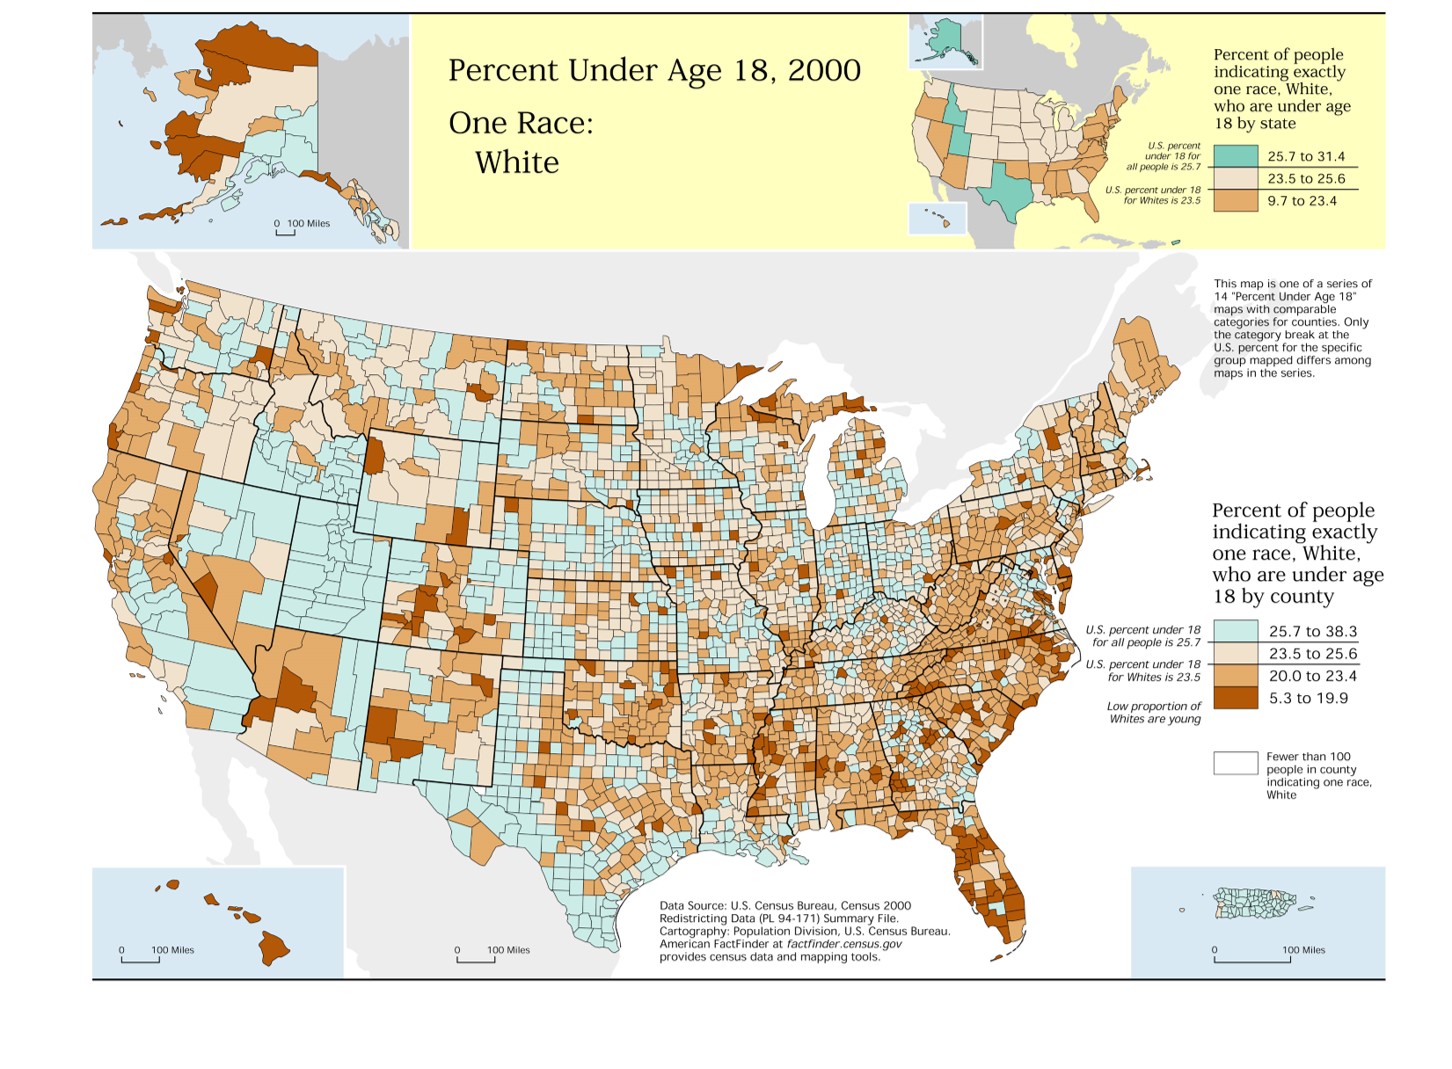 Percent Under Age 18, 2000
One Race:
White
0 100 Miles
Percent of people
indicating exactly
one race, White,
who are under age
18 by state
U.S. percent
under 18 for
all people is 25.7
U.S. percent under 18
for Whites is 23.5
25.7 to 31.4
23.5 to 25.6
9.7 to 23.4
This map is one of a series of
14 "Percent Under Age 18"
maps with comparable
categories for counties. Only
the category break at the
U.S. percent for the specific
group mapped differs among
maps in the series.
Percent of people
indicating exactly
one race, White,
who are under age
18 by county
U.S. percent under 18
for all people is 25.7
U.S. percent under 18
for Whites is 23.5
Low proportion of
Whites are young
25.7 to 38.3
23.5 to 25.6
20.0 to 23.4
5.3 to 19.9
Fewer than 100
people in county
indicating one race,
White
Data Source: U.S. Census Bureau, Census 2000
Redistricting Data (PL 94-171) Summary File.
Cartography: Population Division, U.S. Census Bureau.
American FactFinder at factfinder.census.gov
provides census data and mapping tools.
0 100 Miles
0 100 Miles
0 100 Miles